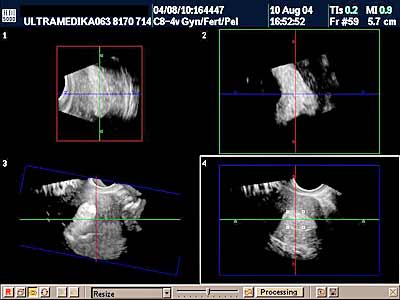 ULTRAMEDIKA063 8170 714
04/08/10:164447
C8-4v Gyn/Fert/Pel
10 Aug 04
16:52:52
TIs 0.2 MI 0.9
Fr #59 5.7 cm
1
2
3
4
R
Resize
Processing